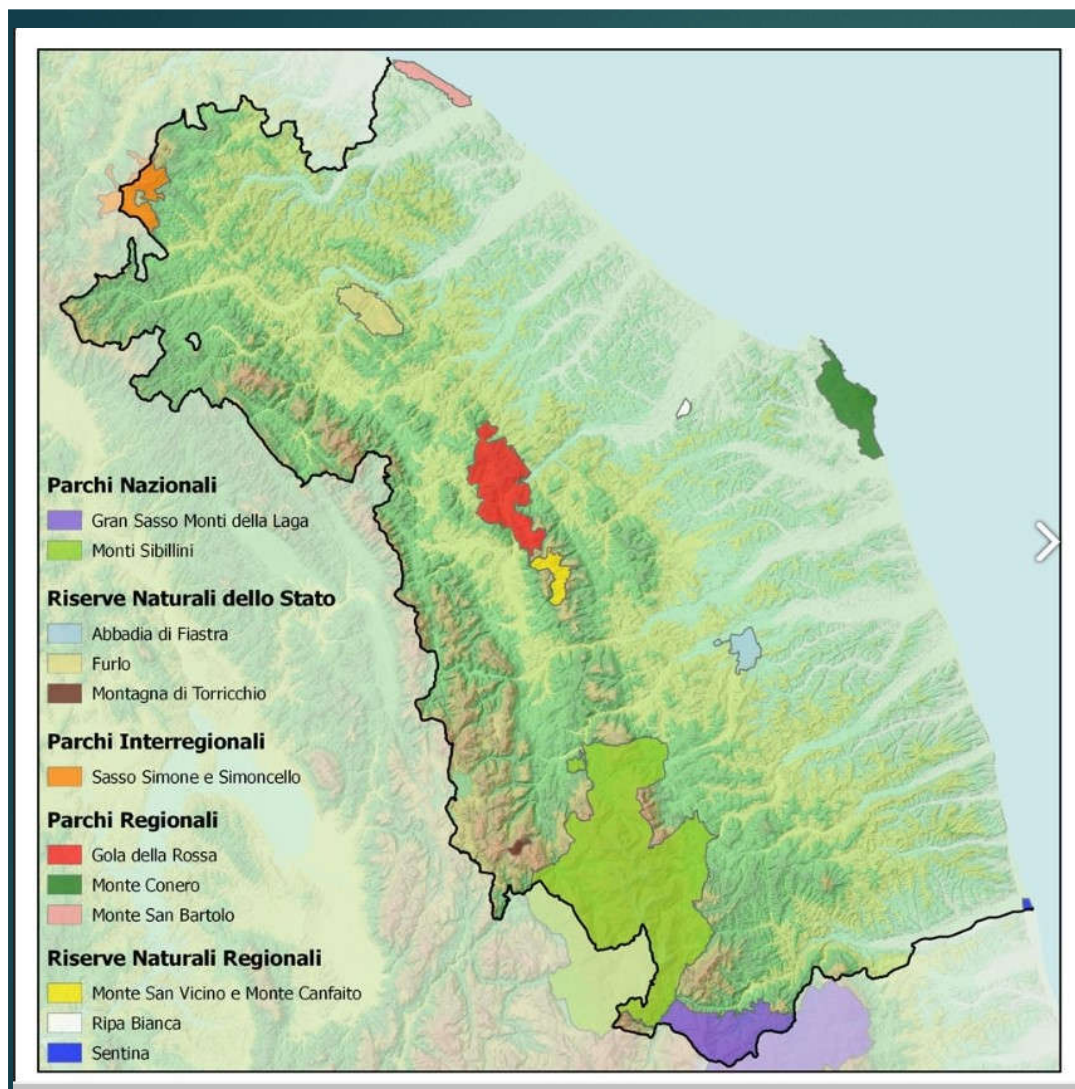 Parchi Nazionali
Gran Sasso Monti della Laga
Monti Sibillini
Riserve Naturali dello Stato
Abbadia di Fiastra
Furlo
Montagna di Torricchio
Parchi Interregionali
Sasso Simone e Simoncello
Parchi Regionali
Gola della Rossa
Monte Conero
Monte San Bartolo
Riserve Naturali Regionali
Monte San Vicino e Monte Canfaito
Ripa Bianca
Sentina